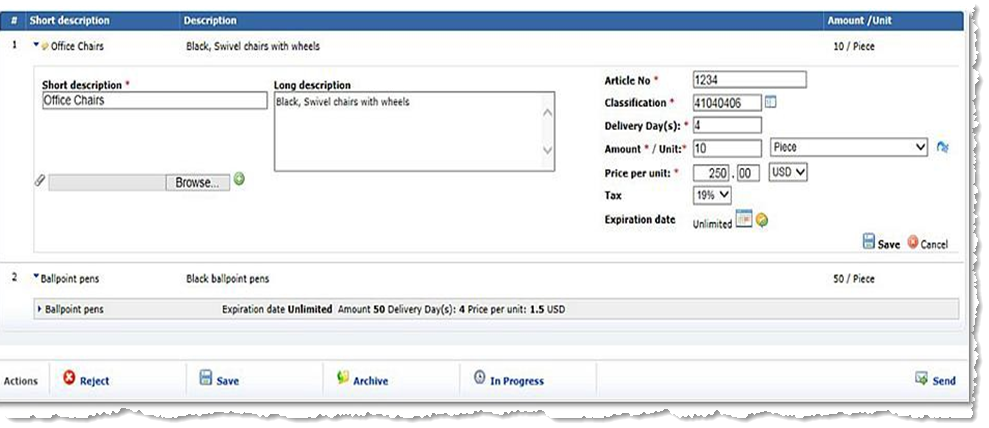 # Short description Description Amount /Unit
1 Office Chairs Black, Swivel chairs with wheels 10 / Piece
Short description * Long description
Office Chairs Black, Swivel chairs with wheels
Article No * 1234
Classification * 41040406
Delivery Day(s): * 4
Amount * / Unit:* 10 Piece
Browse...
Price per unit: * 250 . 00 USD
Tax 19%
Expiration date Unlimited
Save Cancel
2 Ballpoint pens Black ballpoint pens 50 / Piece
Ballpoint pens Expiration date Unlimited Amount 50 Delivery Day(s): 4 Price per unit: 1.5 USD
Actions Reject Save Archive In Progress Send